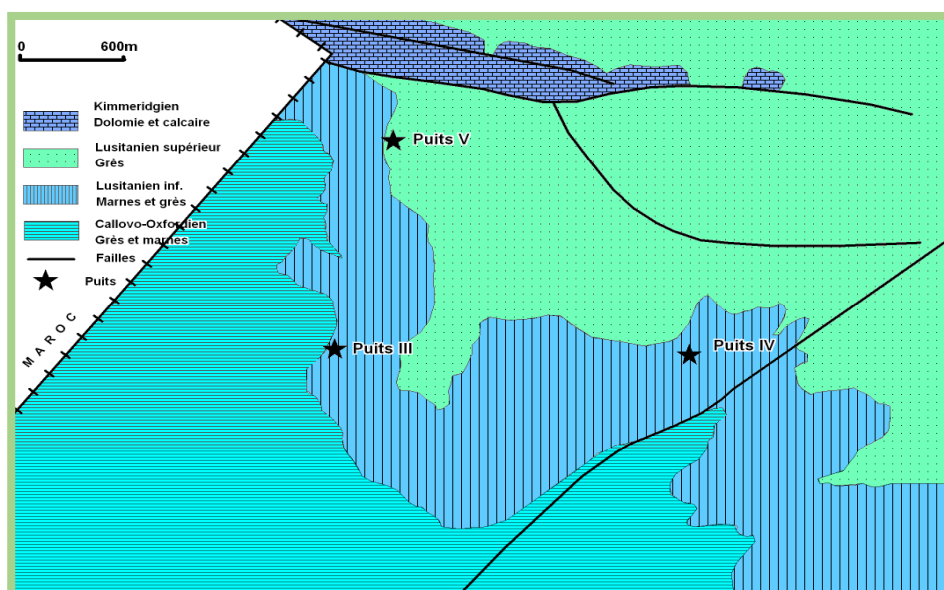 0 600m
Kimmeridgien
Dolomie et calcaire
Lusitanien supérieur
Grès
Lusitanien inf.
Marnes et grès
Callovo-Oxfordien
Grès et marnes
Failles
Puits
MAROC
Puits V
Puits III
Puits IV